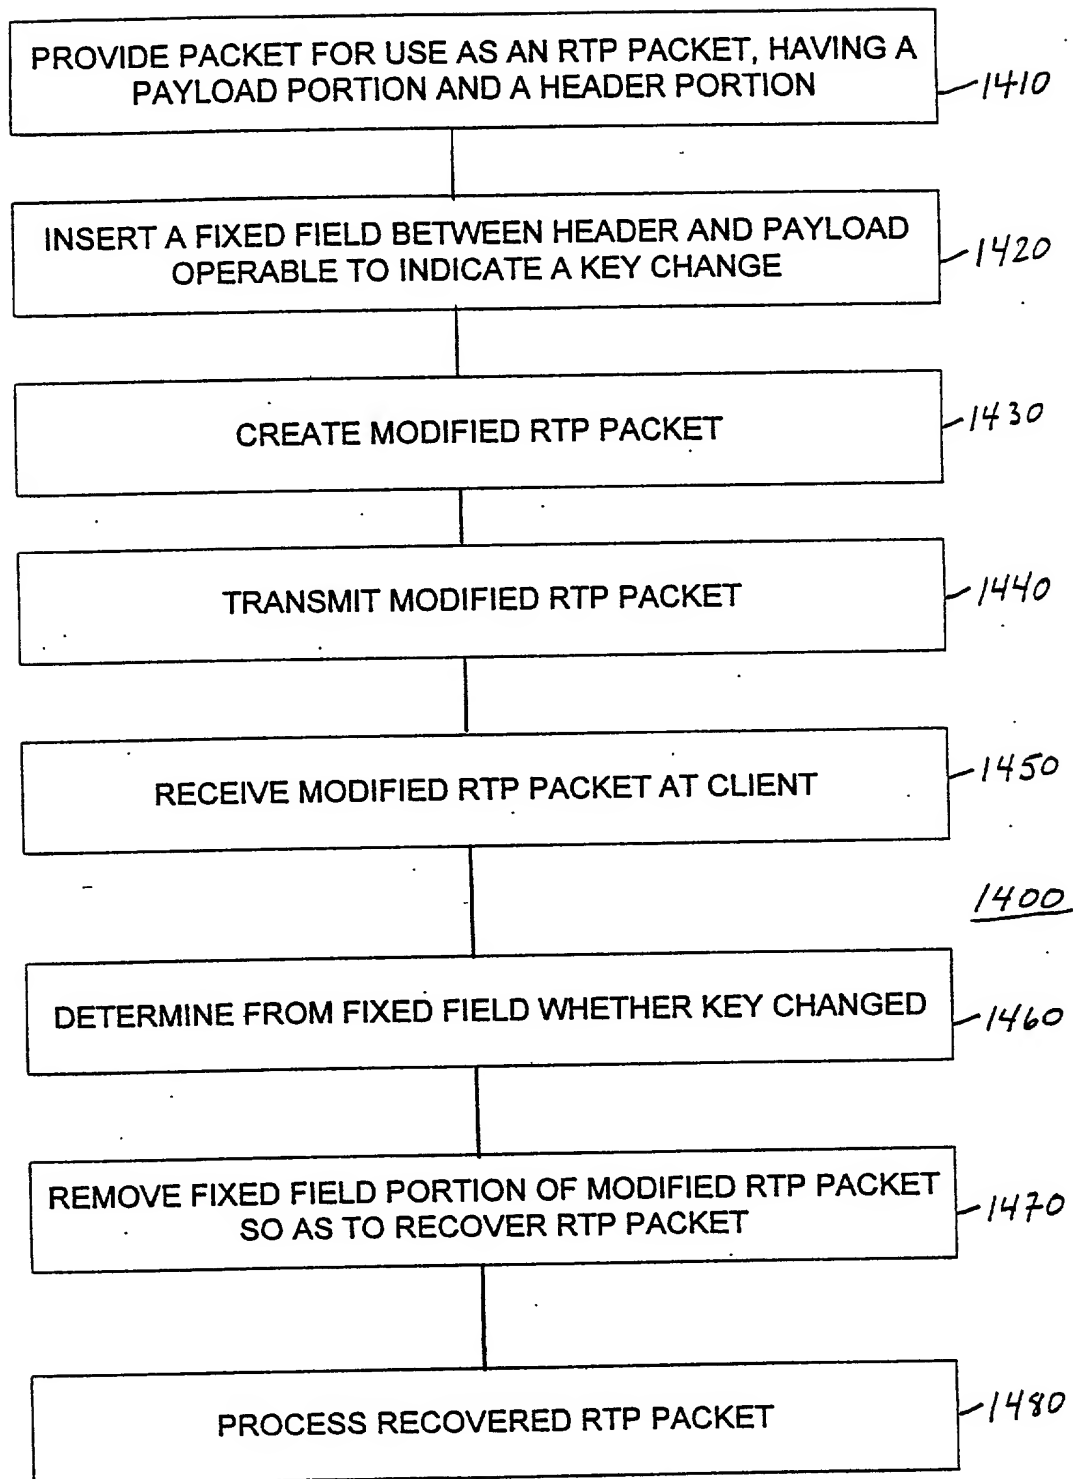 PROVIDE PACKET FOR USE AS AN RTP PACKET, HAVING A
PAYLOAD PORTION AND A HEADER PORTION
1410
INSERT A FIXED FIELD BETWEEN HEADER AND PAYLOAD
OPERABLE TO INDICATE A KEY CHANGE
1420
CREATE MODIFIED RTP PACKET
1430
TRANSMIT MODIFIED RTP PACKET
1440
RECEIVE MODIFIED RTP PACKET AT CLIENT
1450
1400
DETERMINE FROM FIXED FIELD WHETHER KEY CHANGED
1460
REMOVE FIXED FIELD PORTION OF MODIFIED RTP PACKET
SO AS TO RECOVER RTP PACKET
1470
PROCESS RECOVERED RTP PACKET
1480